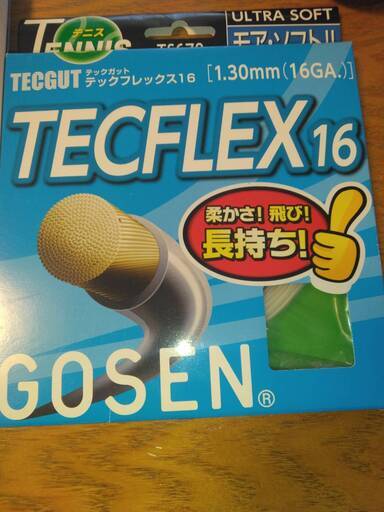 テニス
TENNIS
ULTRA SOFT
モア・ソフトII
TECGUT
テックガット
テックフレックス16
[1.30mm(16GA.)]
TECFLEX16
柔かさ! 飛び!
長持ち!
GOSEN®